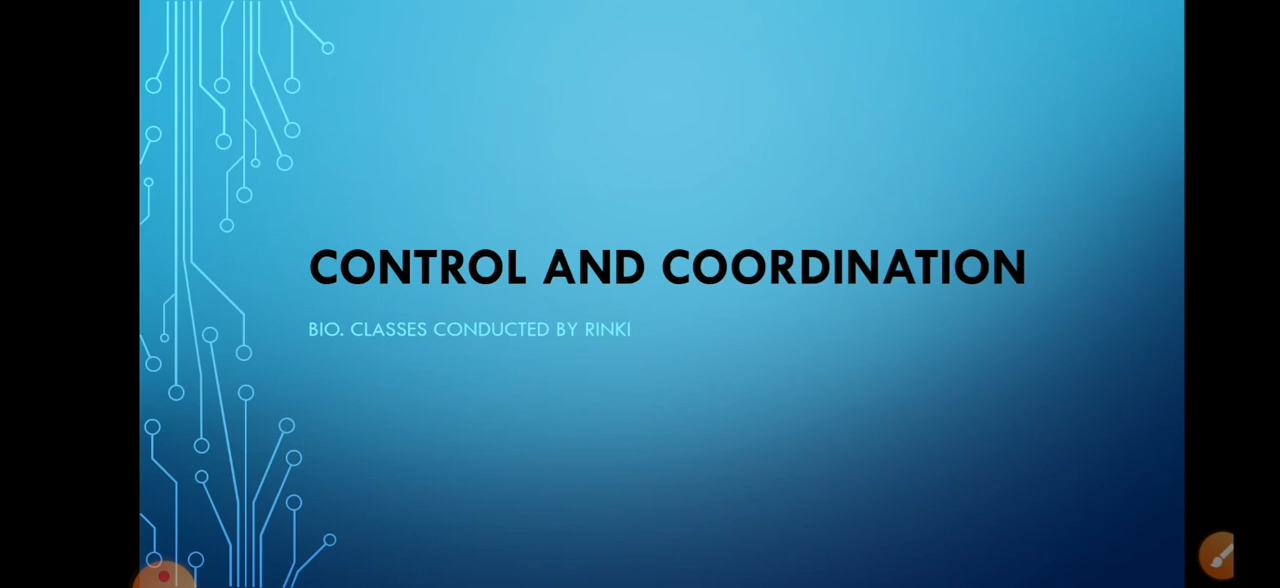 CONTROL AND COORDINATION
BIO. CLASSES CONDUCTED BY RINKI